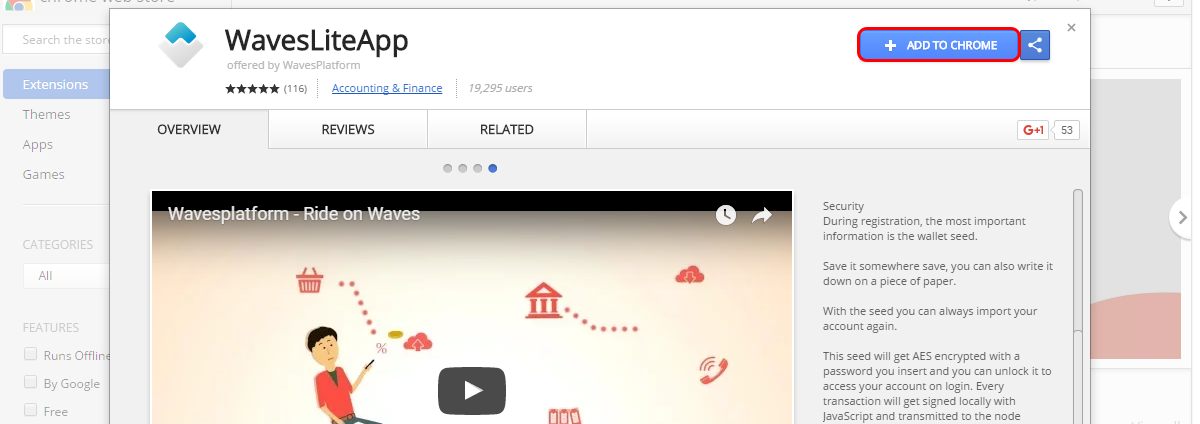 chrome web store
Search the store
Extensions
Themes
Apps
Games
CATEGORIES
All
FEATURES
Runs Offline
By Google
Free
WavesLiteApp
offered by WavesPlatform
(116)
Accounting & Finance
19,295 users
+ ADD TO CHROME
OVERVIEW
REVIEWS
RELATED
G+1
53
Wavesplatform - Ride on Waves
%
Security
During registration, the most important
information is the wallet seed.
Save it somewhere save, you can also write it
down on a piece of paper.
With the seed you can always import your
account again.
This seed will get AES encrypted with a
password you insert and you can unlock it to
access your account on login. Every
transaction will get signed locally with
JavaScript and transmitted to the node